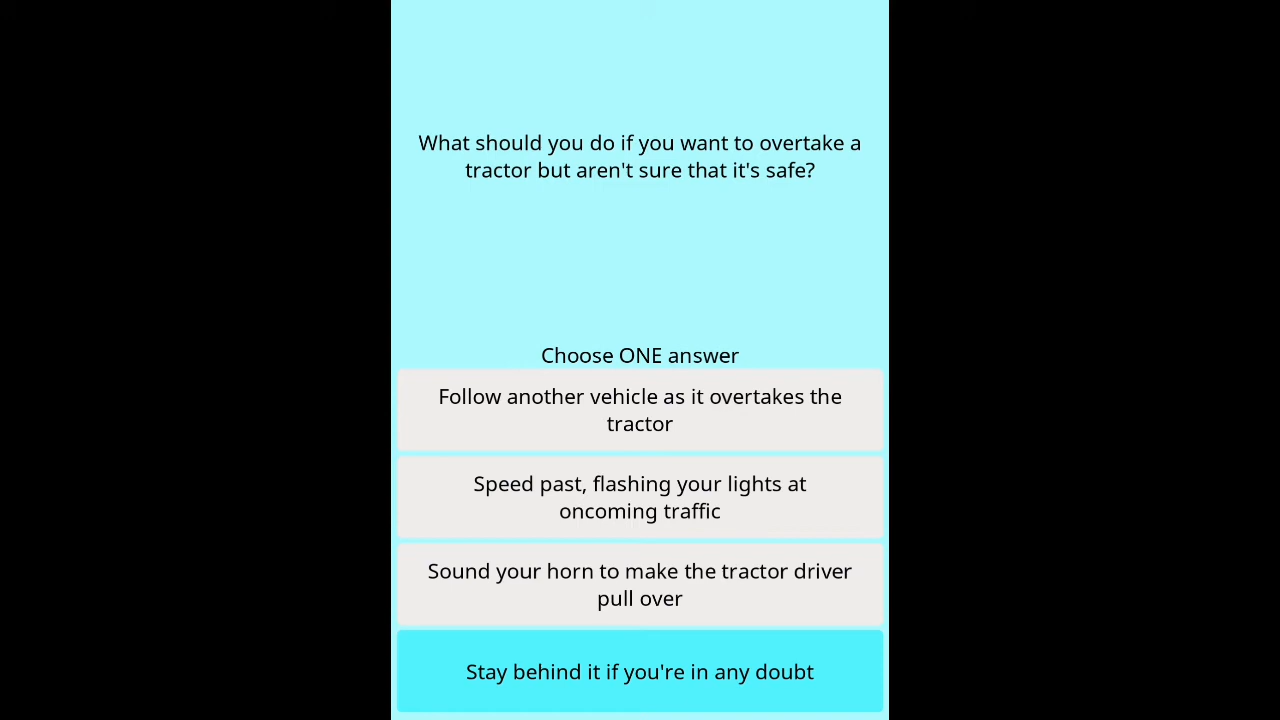 What should you do if you want to overtake a
tractor but aren't sure that it's safe?
Choose ONE answer
Follow another vehicle as it overtakes the
tractor
Speed past, flashing your lights at
oncoming traffic
Sound your horn to make the tractor driver
pull over
Stay behind it if you're in any doubt